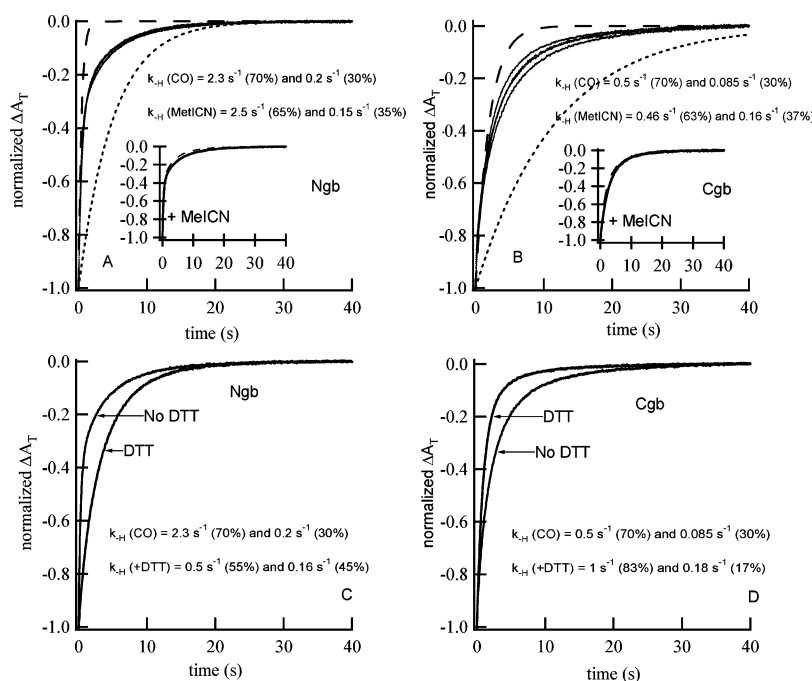 normalized ΔA_T
0.0
-0.2
-0.4
-0.6
-0.8
-1.0
k_-H (CO) = 2.3 s⁻¹ (70%) and 0.2 s⁻¹ (30%)
k_-H (MetICN) = 2.5 s⁻¹ (65%) and 0.15 s⁻¹ (35%)
0.0
-0.2
-0.4
-0.6
-0.8
-1.0
+ MeICN
0 10 20 30 40
Ngb
A
0 10 20 30 40
time (s)
normalized ΔA_T
0.0
-0.2
-0.4
-0.6
-0.8
-1.0
k_-H (CO) = 0.5 s⁻¹ (70%) and 0.085 s⁻¹ (30%)
k_-H (MetICN) = 0.46 s⁻¹ (63%) and 0.16 s⁻¹ (37%)
0.0
-0.2
-0.4
-0.6
-0.8
-1.0
+ MeICN
0 10 20 30 40
Cgb
B
0 10 20 30 40
time (s)
normalized ΔA_T
0.0
-0.2
-0.4
-0.6
-0.8
-1.0
Ngb
No DTT
DTT
k_-H (CO) = 2.3 s⁻¹ (70%) and 0.2 s⁻¹ (30%)
k_-H (+DTT) = 0.5 s⁻¹ (55%) and 0.16 s⁻¹ (45%)
C
0 10 20 30 40
time (s)
normalized ΔA_T
0.0
-0.2
-0.4
-0.6
-0.8
-1.0
Cgb
DTT
No DTT
k_-H (CO) = 0.5 s⁻¹ (70%) and 0.085 s⁻¹ (30%)
k_-H (+DTT) = 1 s⁻¹ (83%) and 0.18 s⁻¹ (17%)
D
0 10 20 30 40
time (s)